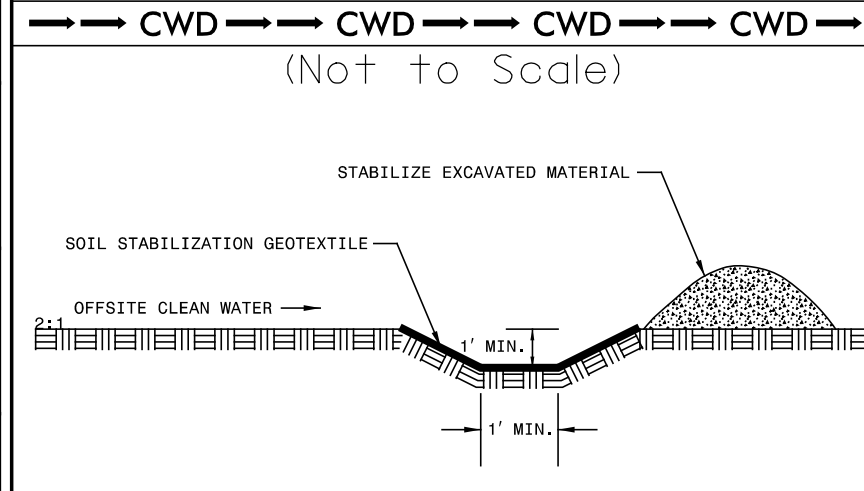 CWD CWD CWD CWD
(Not to Scale)
STABILIZE EXCAVATED MATERIAL
SOIL STABILIZATION GEOTEXTILE
OFFSITE CLEAN WATER
2:1
1' MIN.
1' MIN.